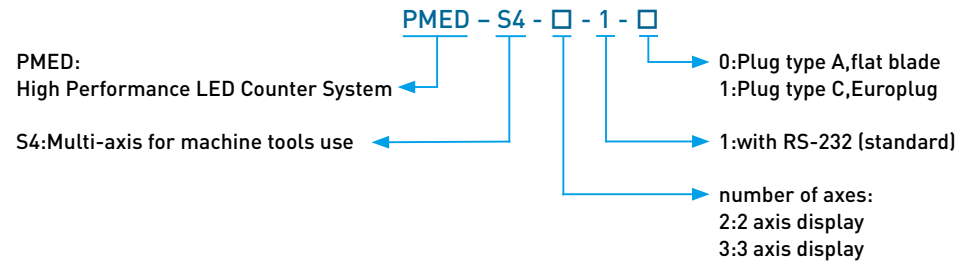 PMED – S4 - □ - 1 - □
PMED:
High Performance LED Counter System
S4:Multi-axis for machine tools use
0:Plug type A,flat blade
1:Plug type C,Europlug
1:with RS-232 (standard)
number of axes:
2:2 axis display
3:3 axis display